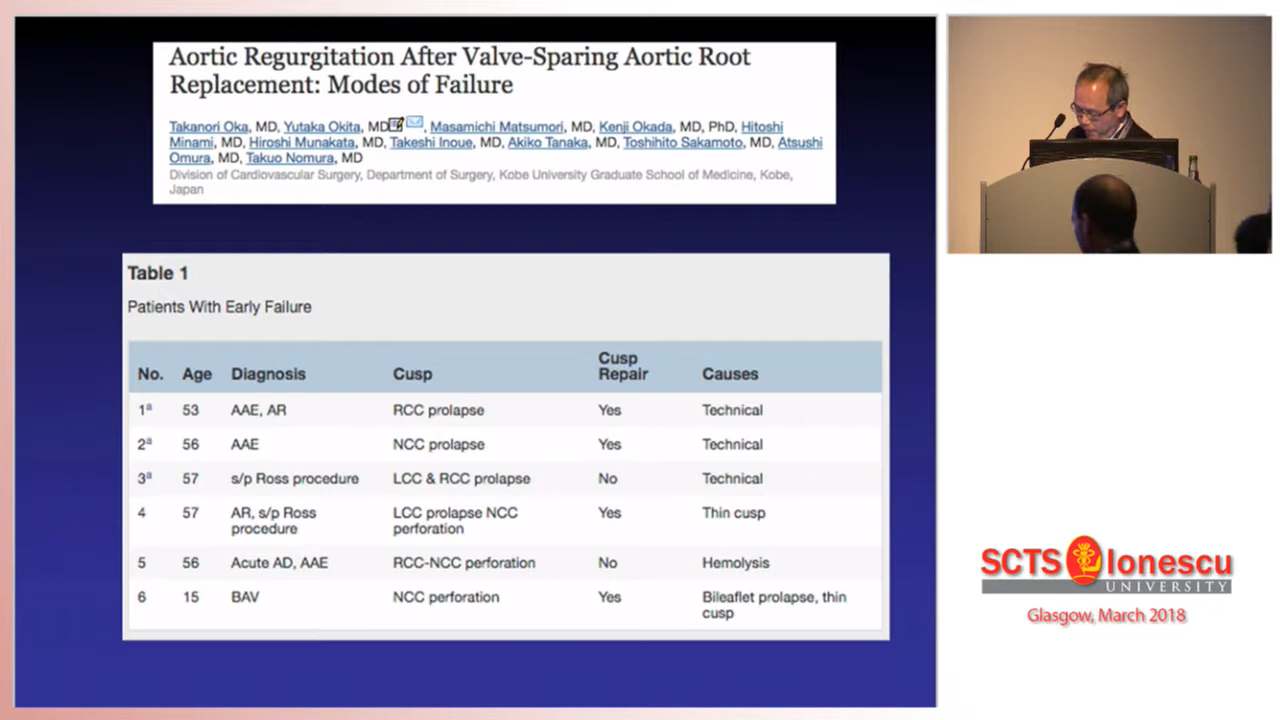 Aortic Regurgitation After Valve-Sparing Aortic Root
Replacement: Modes of Failure
Takanori Oka, MD, Yutaka Okita, MD, Masamichi Matsumori, MD, Kenji Okada, MD, PhD, Hitoshi
Minami, MD, Hiroshi Munakata, MD, Takeshi Inoue, MD, Akiko Tanaka, MD, Toshihito Sakamoto, MD, Atsushi
Omura, MD, Takuo Nomura, MD
Division of Cardiovascular Surgery, Department of Surgery, Kobe University Graduate School of Medicine, Kobe,
Japan
Table 1
Patients With Early Failure
No. Age Diagnosis Cusp Cusp Repair Causes
1a 53 AAE, AR RCC prolapse Yes Technical
2a 56 AAE NCC prolapse Yes Technical
3a 57 s/p Ross procedure LCC & RCC prolapse No Technical
4 57 AR, s/p Ross procedure LCC prolapse NCC perforation Yes Thin cusp
5 56 Acute AD, AAE RCC-NCC perforation No Hemolysis
6 15 BAV NCC perforation Yes Bileaflet prolapse, thin cusp
SCTS Ionescu
UNIVERSITY
Glasgow, March 2018